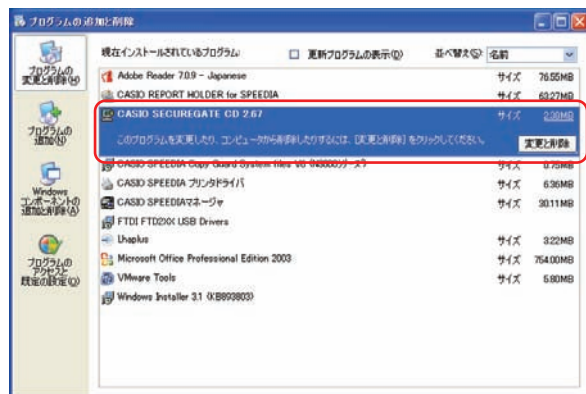 プログラムの追加と削除
プログラムの
変更と削除(H)
プログラムの
追加(N)
Windows
コンポーネントの
追加と削除(A)
プログラムの
アクセスと
既定の設定(O)
現在インストールされているプログラム:
更新プログラムの表示(D)
並べ替え(S): 名前
Adobe Reader 7.0.9 - Japanese サイズ 76.55MB
CASIO REPORT HOLDER for SPEEDIA サイズ 63.27MB
CASIO SECUREGATE CD 2.67 サイズ 2.30MB
このプログラムを変更したり、コンピュータから削除したりするには、[変更と削除] をクリックしてください。
変更と削除
CASIO SPEEDIA Copy Guard System files サイズ 0.75MB
CASIO SPEEDIA プリンタドライバ サイズ 6.36MB
CASIO SPEEDIAマネージャ サイズ 30.11MB
FTDI FTD2XX USB Drivers
Lhaplus サイズ 3.22MB
Microsoft Office Professional Edition 2003 サイズ 754.00MB
VMware Tools サイズ 5.80MB
Windows Installer 3.1 (KB893803)